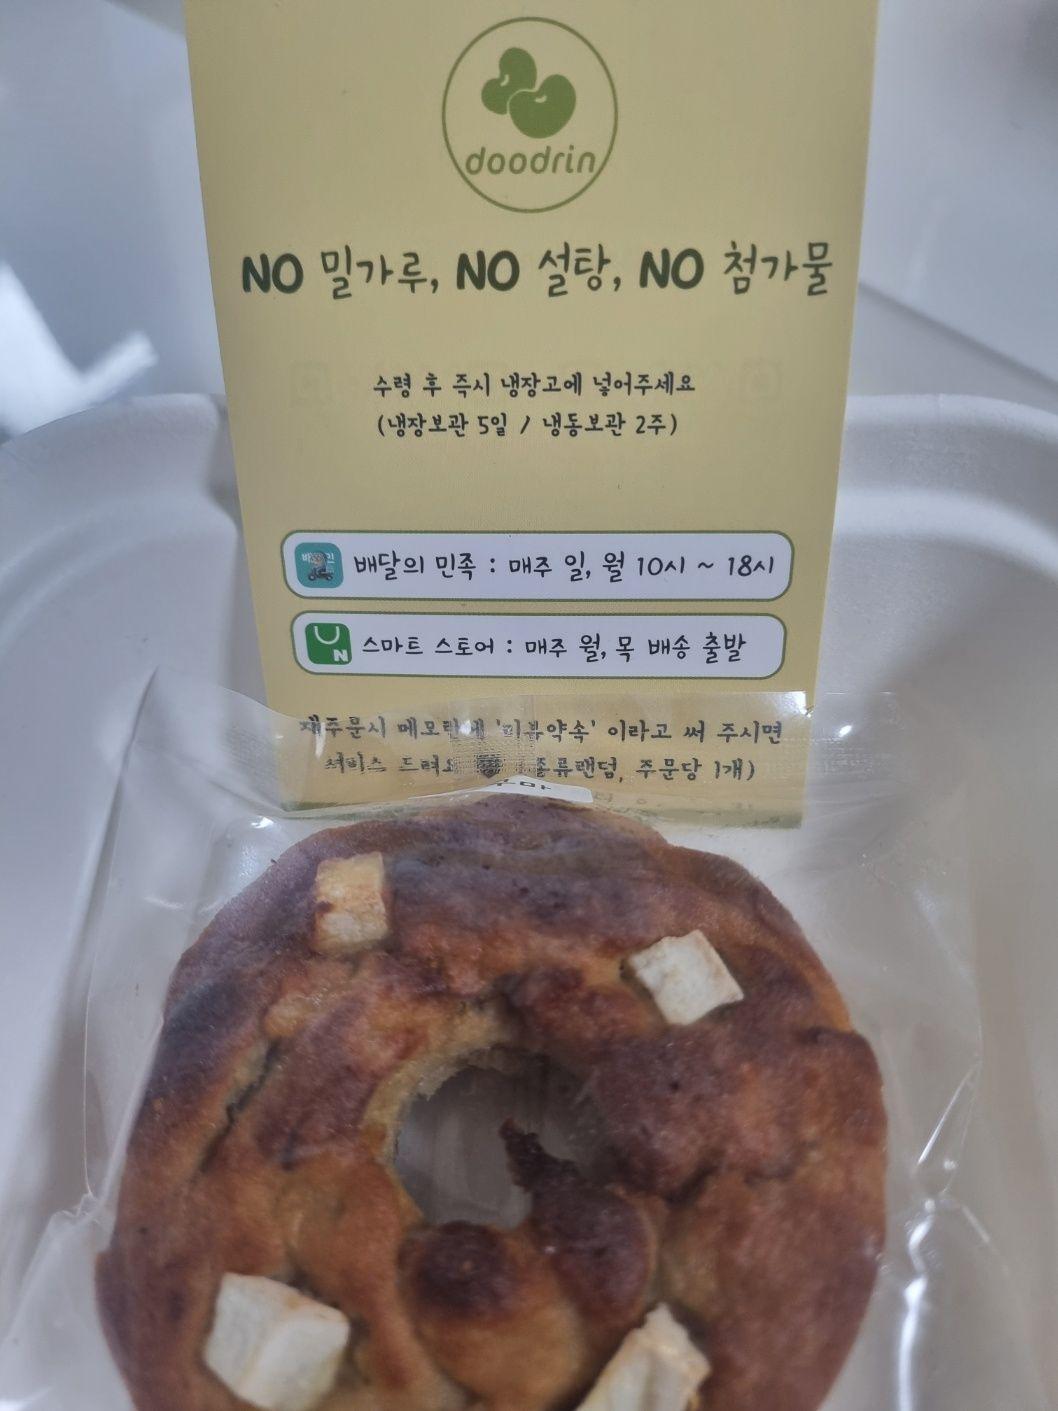 doodrin
NO 밀가루, NO 설탕, NO 첨가물
수령 후 즉시 냉장고에 넣어주세요
(냉장보관 5일 / 냉동보관 2주)
배달의 민족 : 매주 일, 월 10시 ~ 18시
N 스마트 스토어 : 매주 월, 목 배송 출발
재주문시 메모란에 '피부약속' 이라고 써 주시면
서비스 드려요 종류랜덤, 주문당 1개)